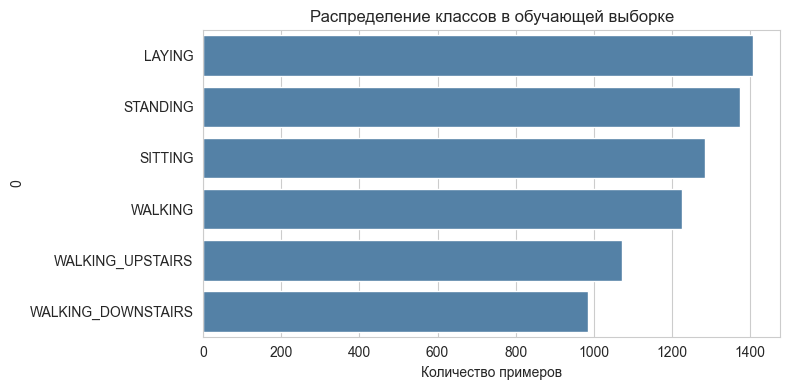 Распределение классов в обучающей выборке
0
LAYING
STANDING
SITTING
WALKING
WALKING_UPSTAIRS
WALKING_DOWNSTAIRS
0 200 400 600 800 1000 1200 1400
Количество примеров